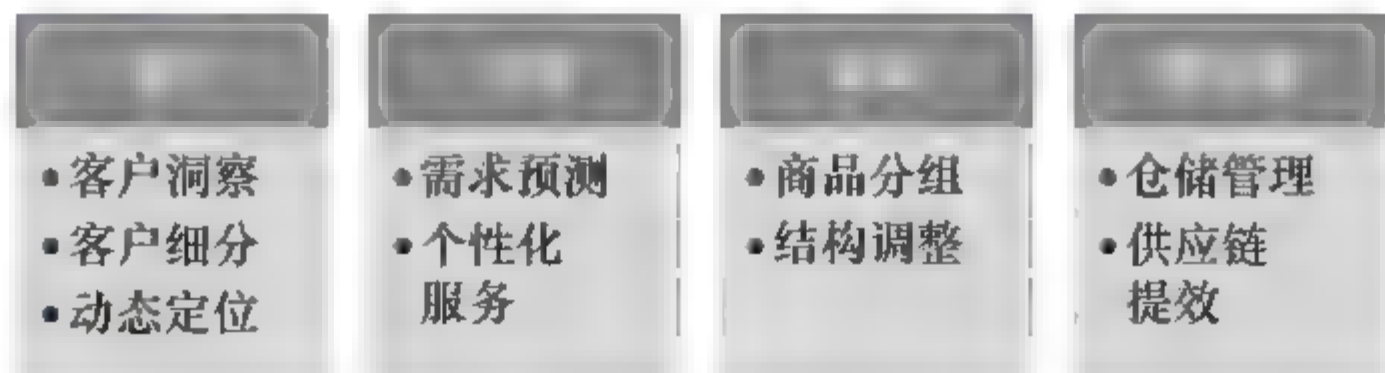 •客户洞察
•客户细分
•动态定位
•需求预测
•个性化
服务
•商品分组
•结构调整
•仓储管理
•供应链
提效